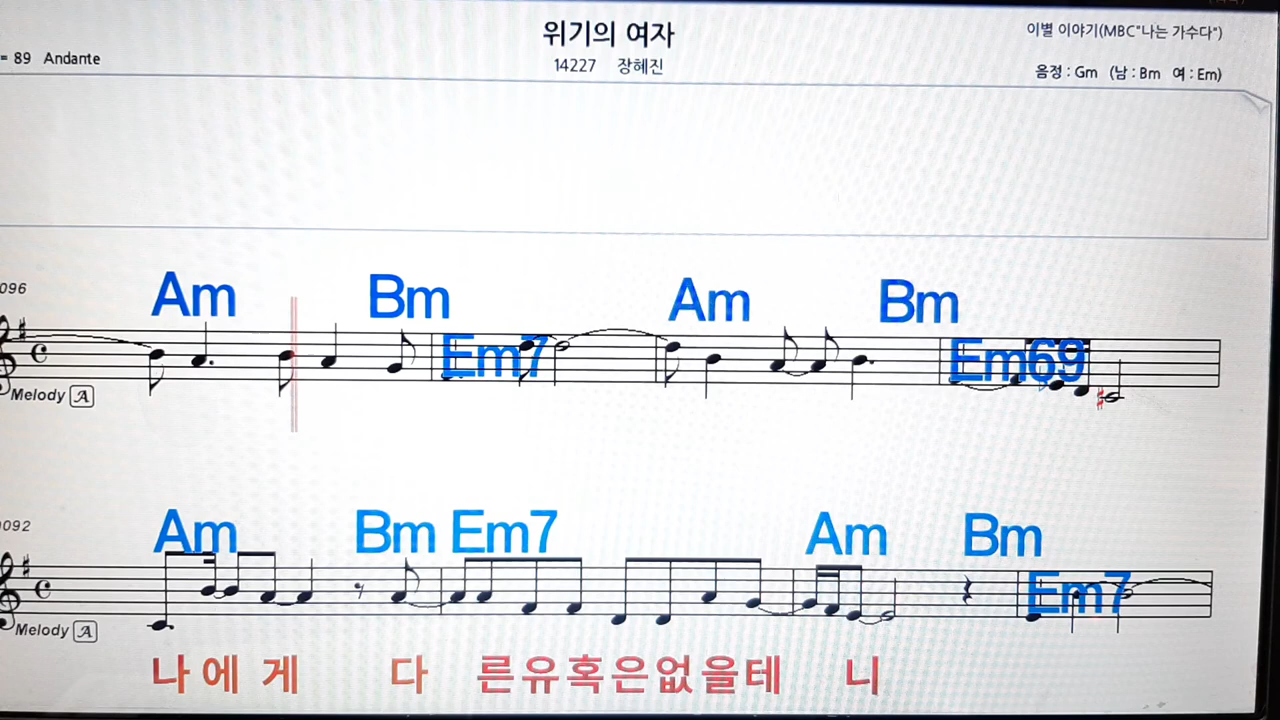 위기의 여자
이별 이야기(MBC"나는 가수다")
= 89 Andante
14227 장혜진
음정 : Gm (남 : Bm 여 : Em)
096
Am Bm Em7 Am Bm Em69
Melody A
092
Am Bm Em7 Am Bm Em7
Melody A
나에게 다른유혹은없을테니